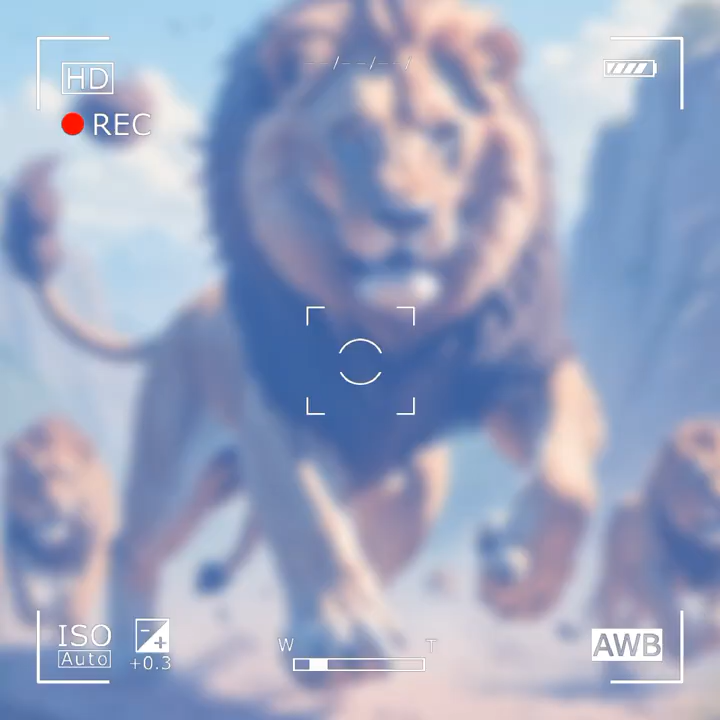 HD
--/--/--
REC
ISO
Auto
+0.3
W T
AWB